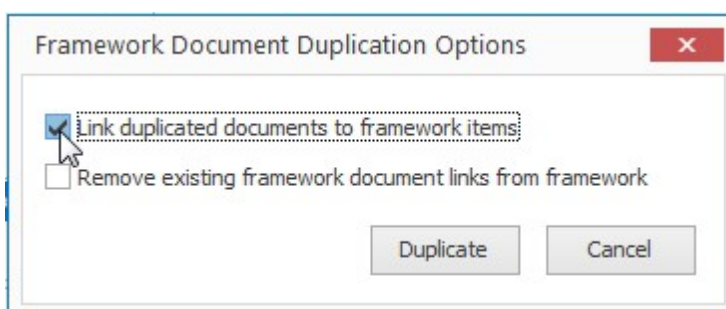 Framework Document Duplication Options
Link duplicated documents to framework items
Remove existing framework document links from framework
Duplicate Cancel